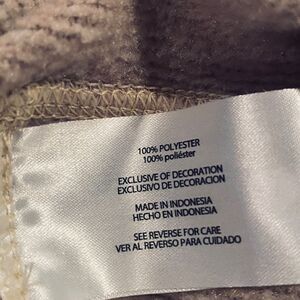 100% POLYESTER
100% poliéster
EXCLUSIVE OF DECORATION
EXCLUSIVO DE DECORACION
MADE IN INDONESIA
HECHO EN INDONESIA
SEE REVERSE FOR CARE
VER AL REVERSO PARA CUIDADO